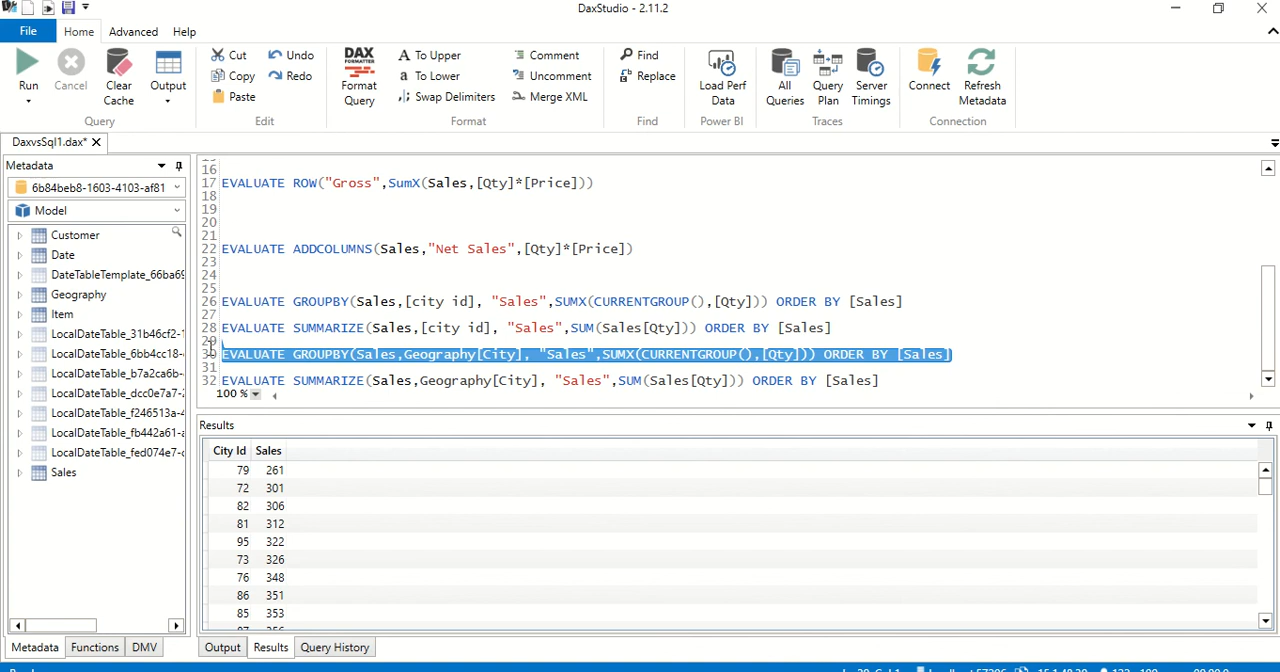 DaxStudio - 2.11.2
File Home Advanced Help
Run Cancel Clear Cache Output
Cut Copy Paste Undo Redo
Format Query To Upper To Lower Swap Delimiters
Comment Uncomment Merge XML
Find Replace
Load Perf Data
All Queries Query Plan Server Timings
Connect Refresh Metadata
Query Edit Format Find Power BI Traces Connection
DaxvsSql1.dax*
Metadata
6b84beb8-1603-4103-af81
Model
Customer
Date
DateTableTemplate_66ba69
Geography
Item
LocalDateTable_31b46cf2-1
LocalDateTable_6bb4cc18-
LocalDateTable_b7a2ca6b-
LocalDateTable_dcc0e7a7-2
LocalDateTable_f246513a-4
LocalDateTable_fb442a61-a
LocalDateTable_fed074e7-c
Sales
16
17 EVALUATE ROW("Gross",SumX(Sales,[Qty]*[Price]))
18
19
20
21
22 EVALUATE ADDCOLUMNS(Sales,"Net Sales",[Qty]*[Price])
23
24
25
26 EVALUATE GROUPBY(Sales,[city id], "Sales",SUMX(CURRENTGROUP(),[Qty])) ORDER BY [Sales]
27
28 EVALUATE SUMMARIZE(Sales,[city id], "Sales",SUM(Sales[Qty])) ORDER BY [Sales]
29
30 EVALUATE GROUPBY(Sales,Geography[City], "Sales",SUMX(CURRENTGROUP(),[Qty])) ORDER BY [Sales]
31
32 EVALUATE SUMMARIZE(Sales,Geography[City], "Sales",SUM(Sales[Qty])) ORDER BY [Sales]
100 %
Results
City Id Sales
79 261
72 301
82 306
81 312
95 322
73 326
76 348
86 351
85 353
Metadata Functions DMV
Output Results Query History